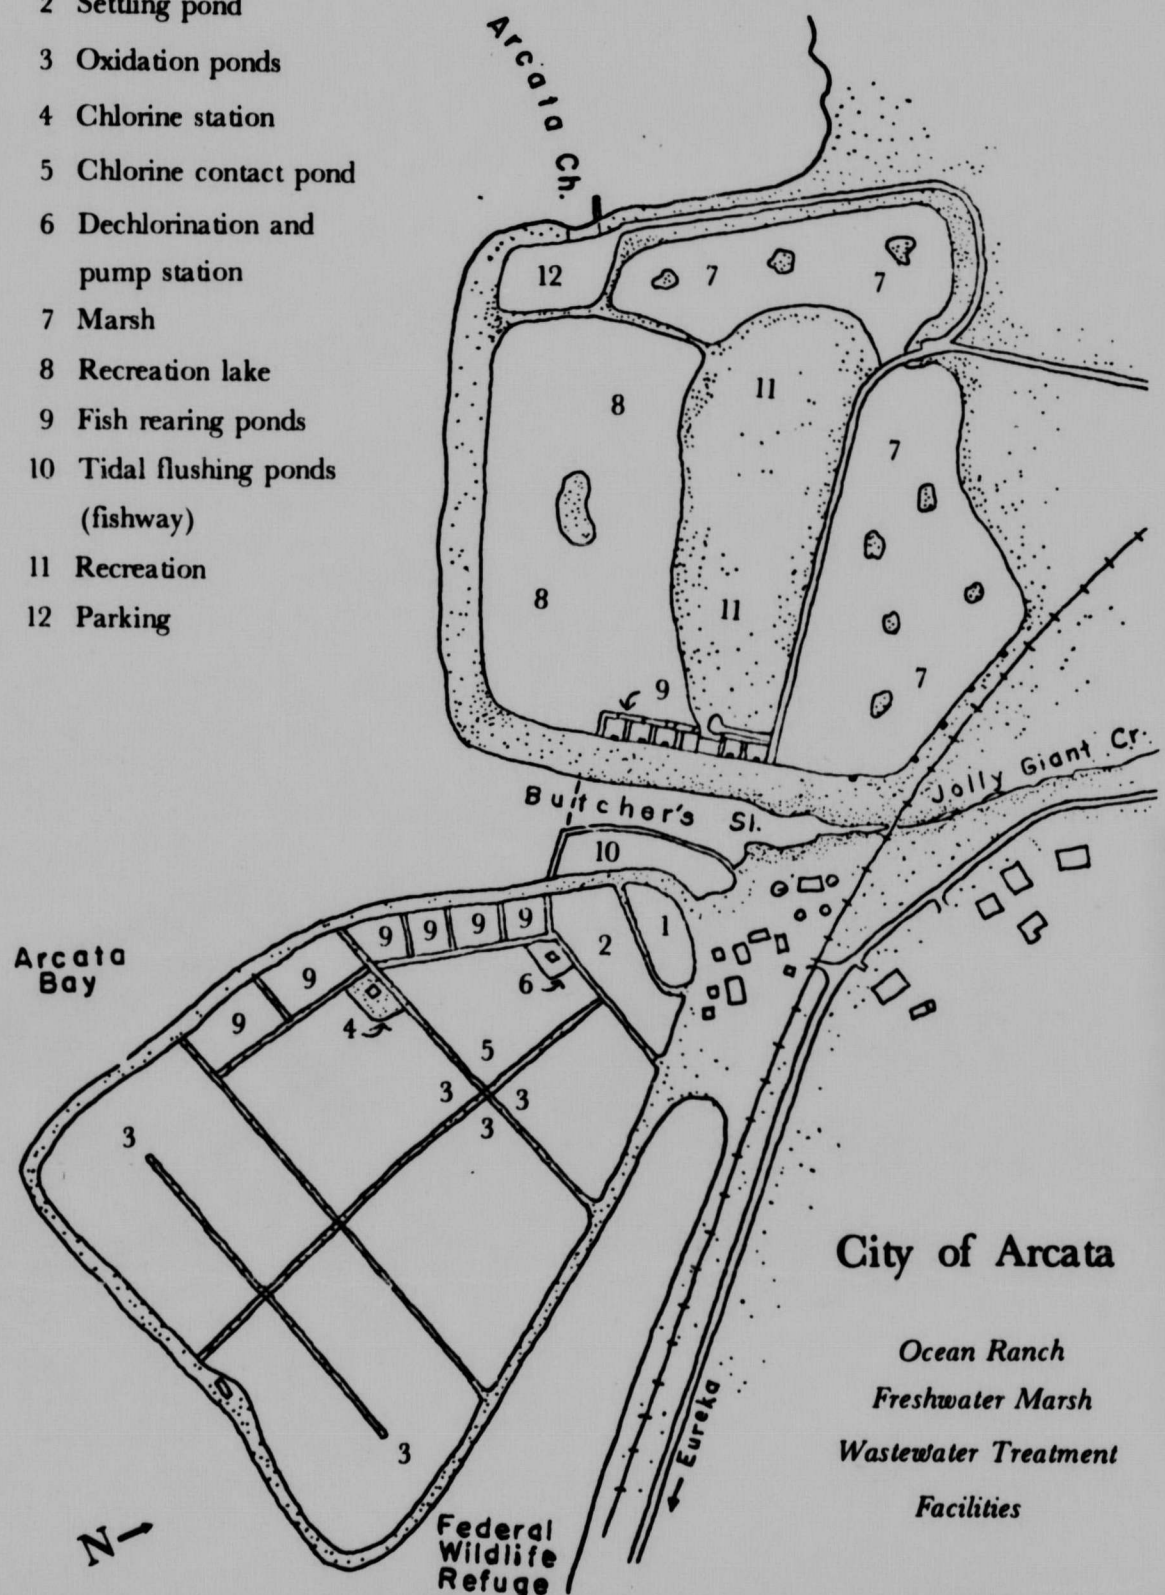 2 Settling pond
3 Oxidation ponds
4 Chlorine station
5 Chlorine contact pond
6 Dechlorination and
pump station
7 Marsh
8 Recreation lake
9 Fish rearing ponds
10 Tidal flushing ponds
(fishway)
11 Recreation
12 Parking
Arcata Ch.
12
7
7
8
11
7
8
11
7
9
Jolly Giant Cr.
Butcher's Sl.
10
1
2
9
9
9
9
Arcata
Bay
9
9
6
4
5
3
3
3
3
3
City of Arcata
Ocean Ranch
Freshwater Marsh
Wastewater Treatment
Facilities
Eureka
N
Federal
Wildlife
Refuge